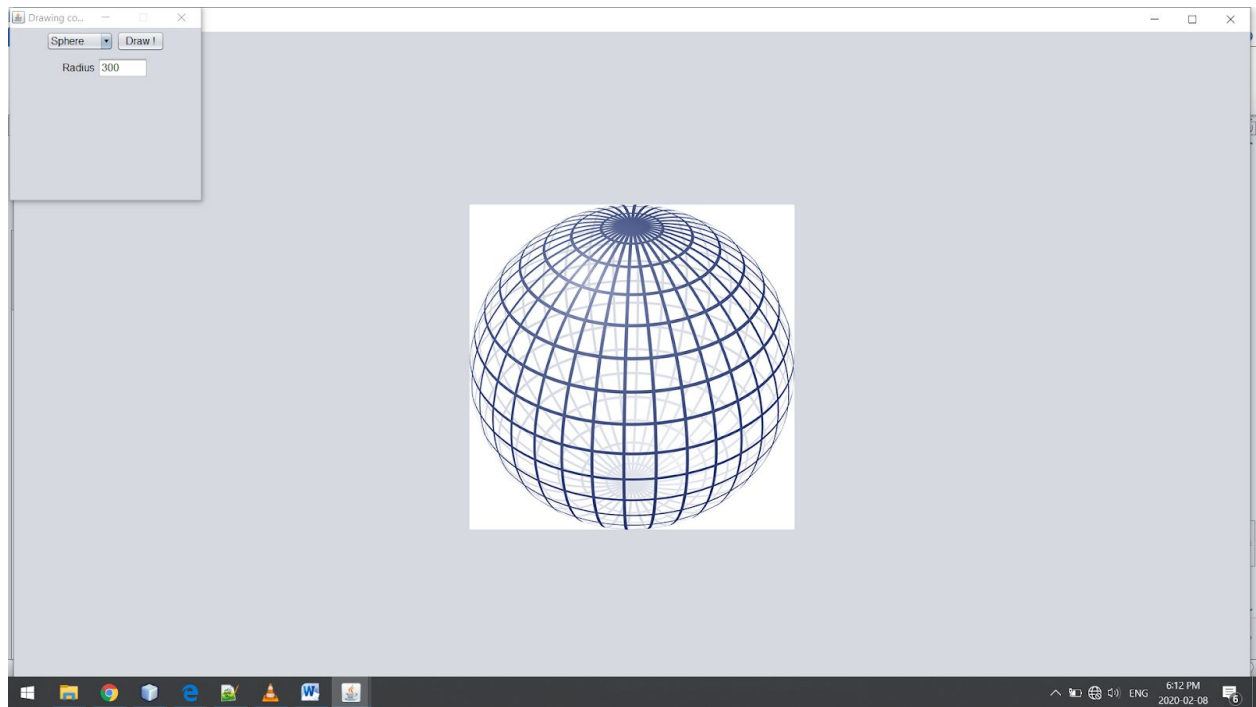 Drawing co...
Sphere Draw !
Radius 300
ENG 6:12 PM
2020-02-08
6